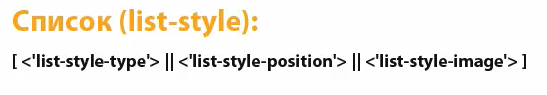 Список (list-style):
[ <'list-style-type'> || <'list-style-position'> || <'list-style-image'> ]